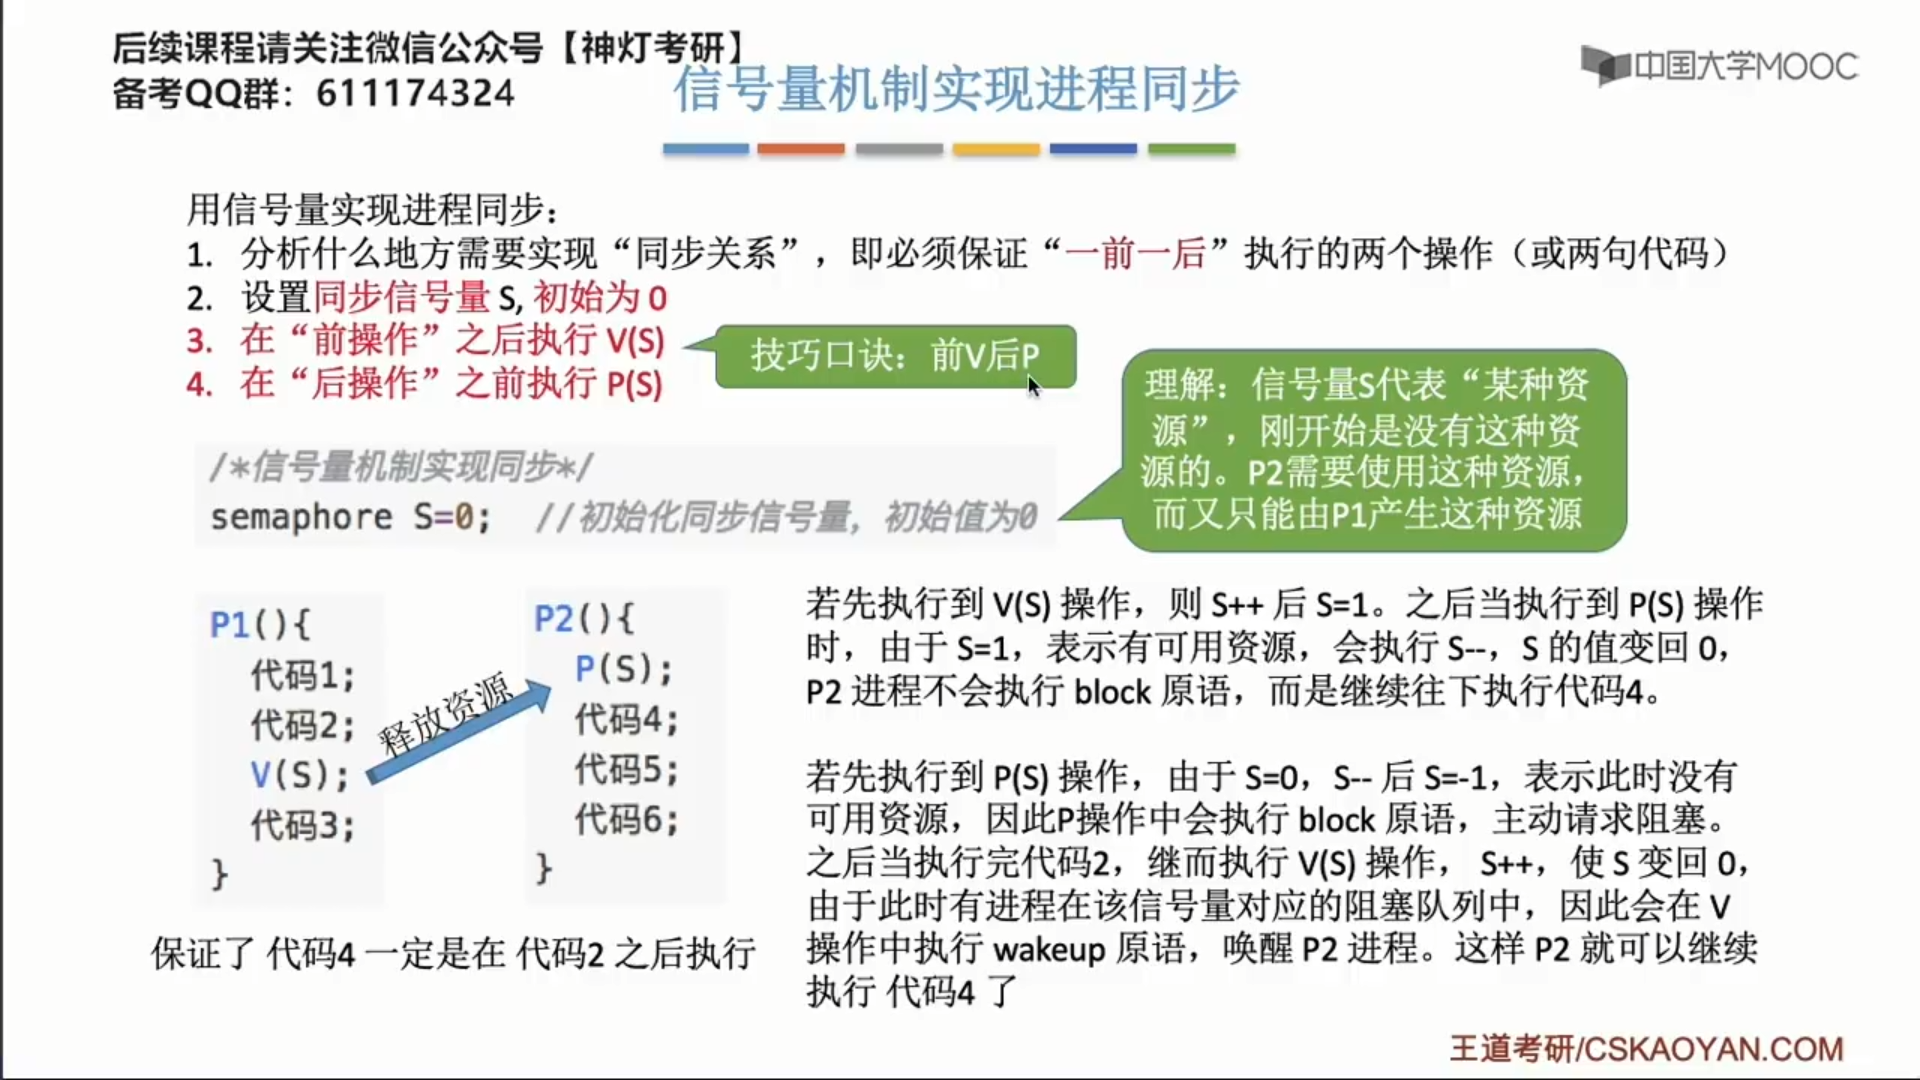 后续课程请关注微信公众号【神灯考研】
备考QQ群：611174324
中国大学MOOC
信号量机制实现进程同步
用信号量实现进程同步：
1. 分析什么地方需要实现“同步关系”，即必须保证“一前一后”执行的两个操作（或两句代码）
2. 设置同步信号量 S, 初始为 0
3. 在“前操作”之后执行 V(S)
4. 在“后操作”之前执行 P(S)
技巧口诀：前V后P
理解：信号量S代表“某种资
源”，刚开始是没有这种资
源的。P2需要使用这种资源，
而又只能由P1产生这种资源
/*信号量机制实现同步*/
semaphore S=0; //初始化同步信号量，初始值为0
P1(){
代码1;
代码2;
V(S);
代码3;
}
释放资源
P2(){
P(S);
代码4;
代码5;
代码6;
}
保证了 代码4 一定是在 代码2 之后执行
若先执行到 V(S) 操作，则 S++ 后 S=1。之后当执行到 P(S) 操作
时，由于 S=1，表示有可用资源，会执行 S--，S 的值变回 0，
P2 进程不会执行 block 原语，而是继续往下执行代码4。
若先执行到 P(S) 操作，由于 S=0，S-- 后 S=-1，表示此时没有
可用资源，因此P操作中会执行 block 原语，主动请求阻塞。
之后当执行完代码2，继而执行 V(S) 操作， S++，使 S 变回 0，
由于此时有进程在该信号量对应的阻塞队列中，因此会在 V
操作中执行 wakeup 原语，唤醒 P2 进程。这样 P2 就可以继续
执行 代码4 了
王道考研/CSKAOYAN.COM